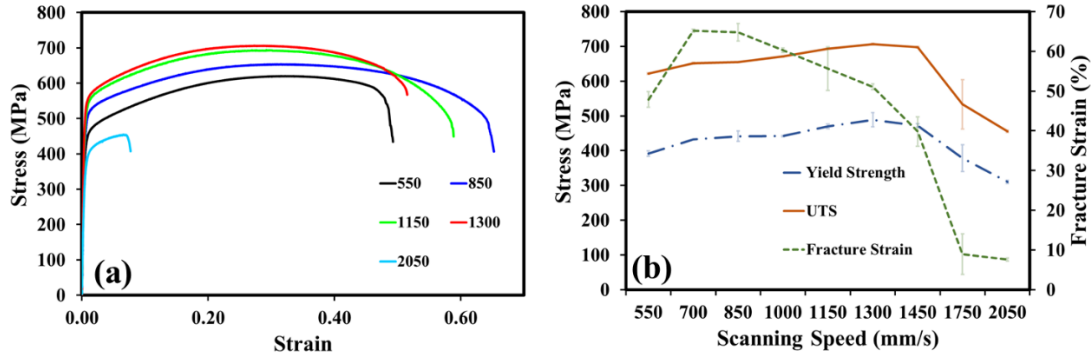 800
700
600
500
400
300
200
100
0
Stress (MPa)
0.00 0.20 0.40 0.60
Strain
550 850
1150 1300
2050
(a)
800
700
600
500
400
300
200
100
0
Stress (MPa)
70
60
50
40
30
20
10
0
Fracture Strain (%)
Yield Strength
UTS
Fracture Strain
(b)
550 700 850 1000 1150 1300 1450 1750 2050
Scanning Speed (mm/s)